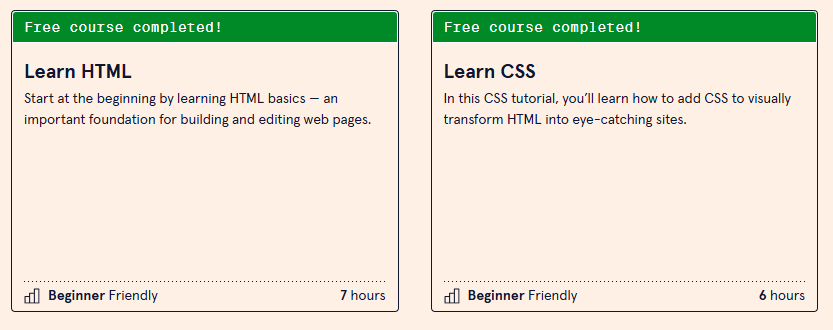 Free course completed!
Learn HTML
Start at the beginning by learning HTML basics — an
important foundation for building and editing web pages.
Beginner Friendly
7 hours
Free course completed!
Learn CSS
In this CSS tutorial, you’ll learn how to add CSS to visually
transform HTML into eye-catching sites.
Beginner Friendly
6 hours